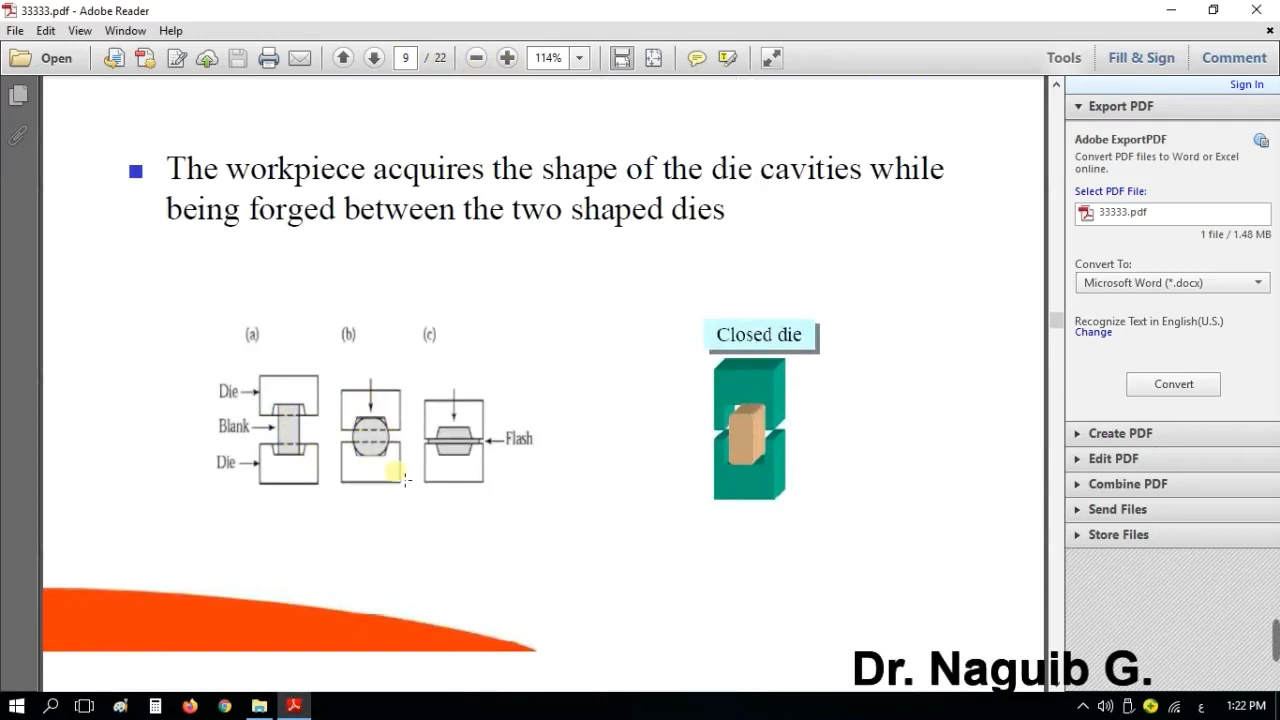 33333.pdf - Adobe Reader
File Edit View Window Help
Open 9 / 22 114% Tools Fill & Sign Comment
Sign In
Export PDF
Adobe ExportPDF
Convert PDF files to Word or Excel
online.
Select PDF File:
33333.pdf
1 file / 1.48 MB
Convert To:
Microsoft Word (*.docx)
Recognize Text in English(U.S.)
Change
Convert
Create PDF
Edit PDF
Combine PDF
Send Files
Store Files
The workpiece acquires the shape of the die cavities while
being forged between the two shaped dies
(a) (b) (c)
Die
Blank
Die
Flash
Closed die
Dr. Naguib G.
ع 1:22 PM